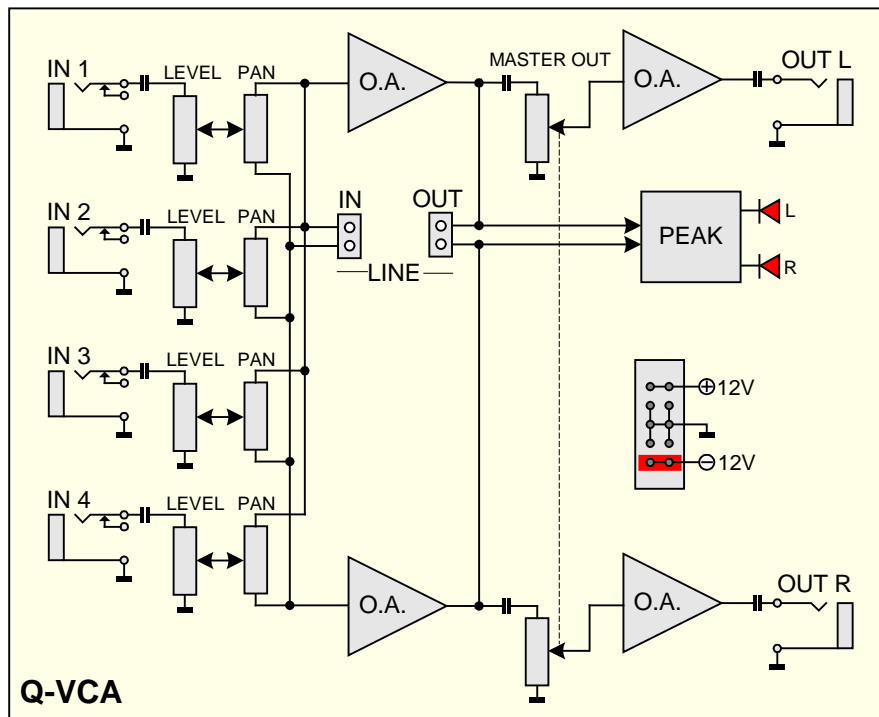 IN 1
LEVEL
PAN
O.A.
MASTER OUT
O.A.
OUT L
IN 2
LEVEL
PAN
IN
OUT
LINE
PEAK
L
R
IN 3
LEVEL
PAN
+12V
-12V
IN 4
LEVEL
PAN
O.A.
O.A.
OUT R
Q-VCA